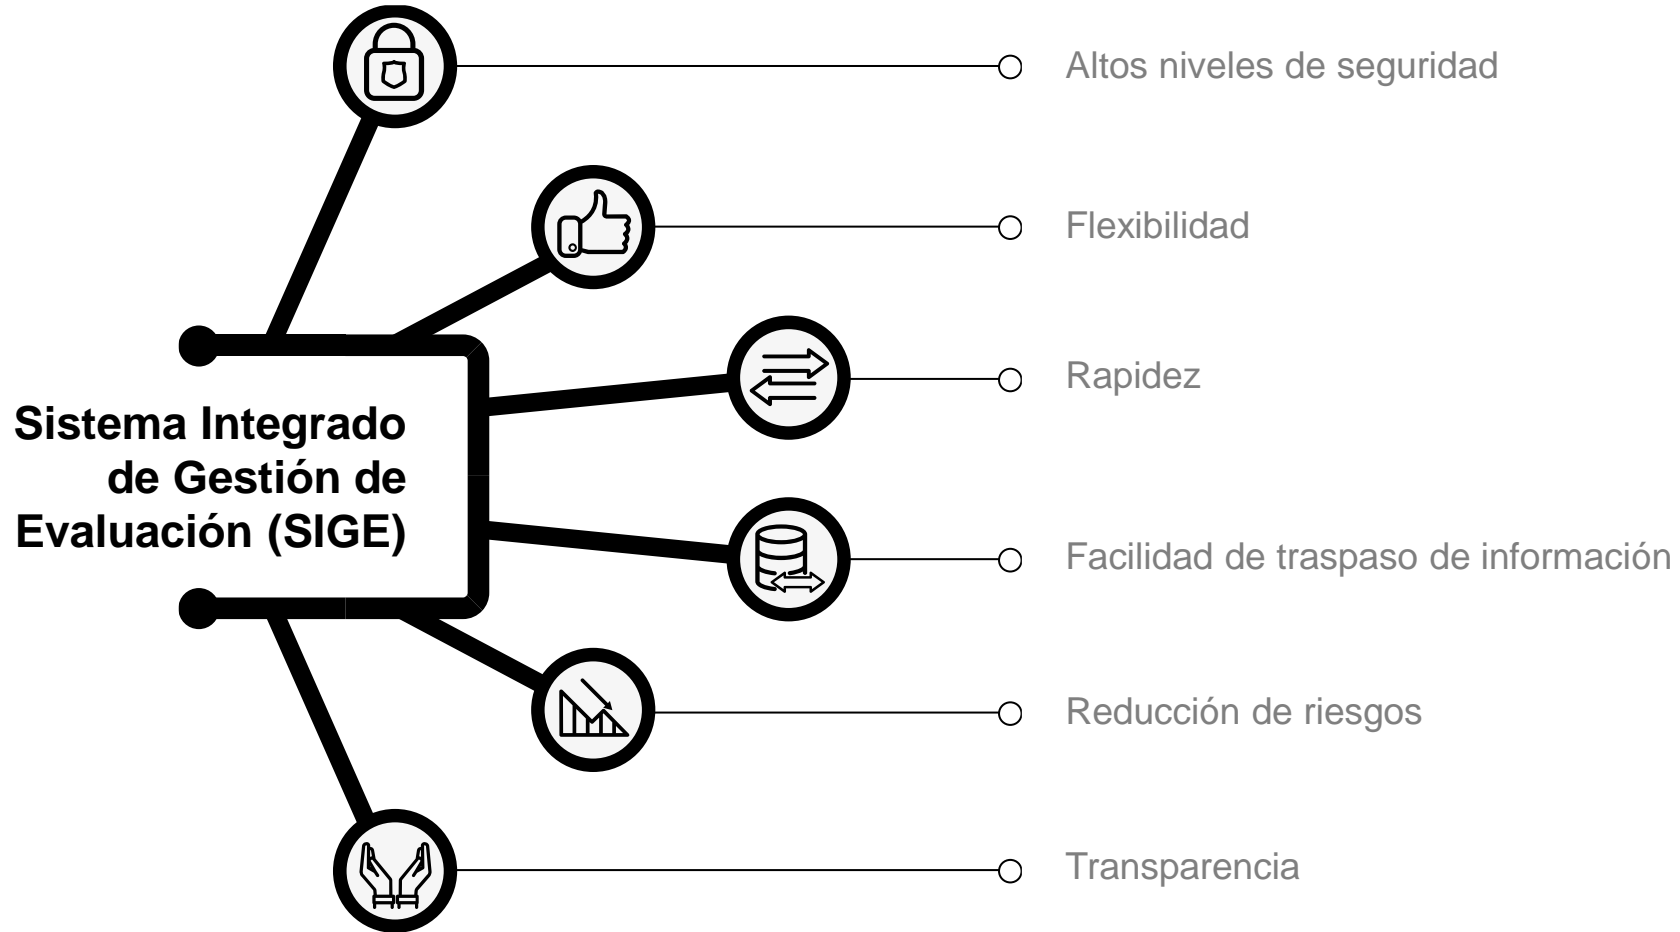 Altos niveles de seguridad
Flexibilidad
Rapidez
Sistema Integrado
de Gestión de
Evaluación (SIGE)
Facilidad de traspaso de información
Reducción de riesgos
Transparencia